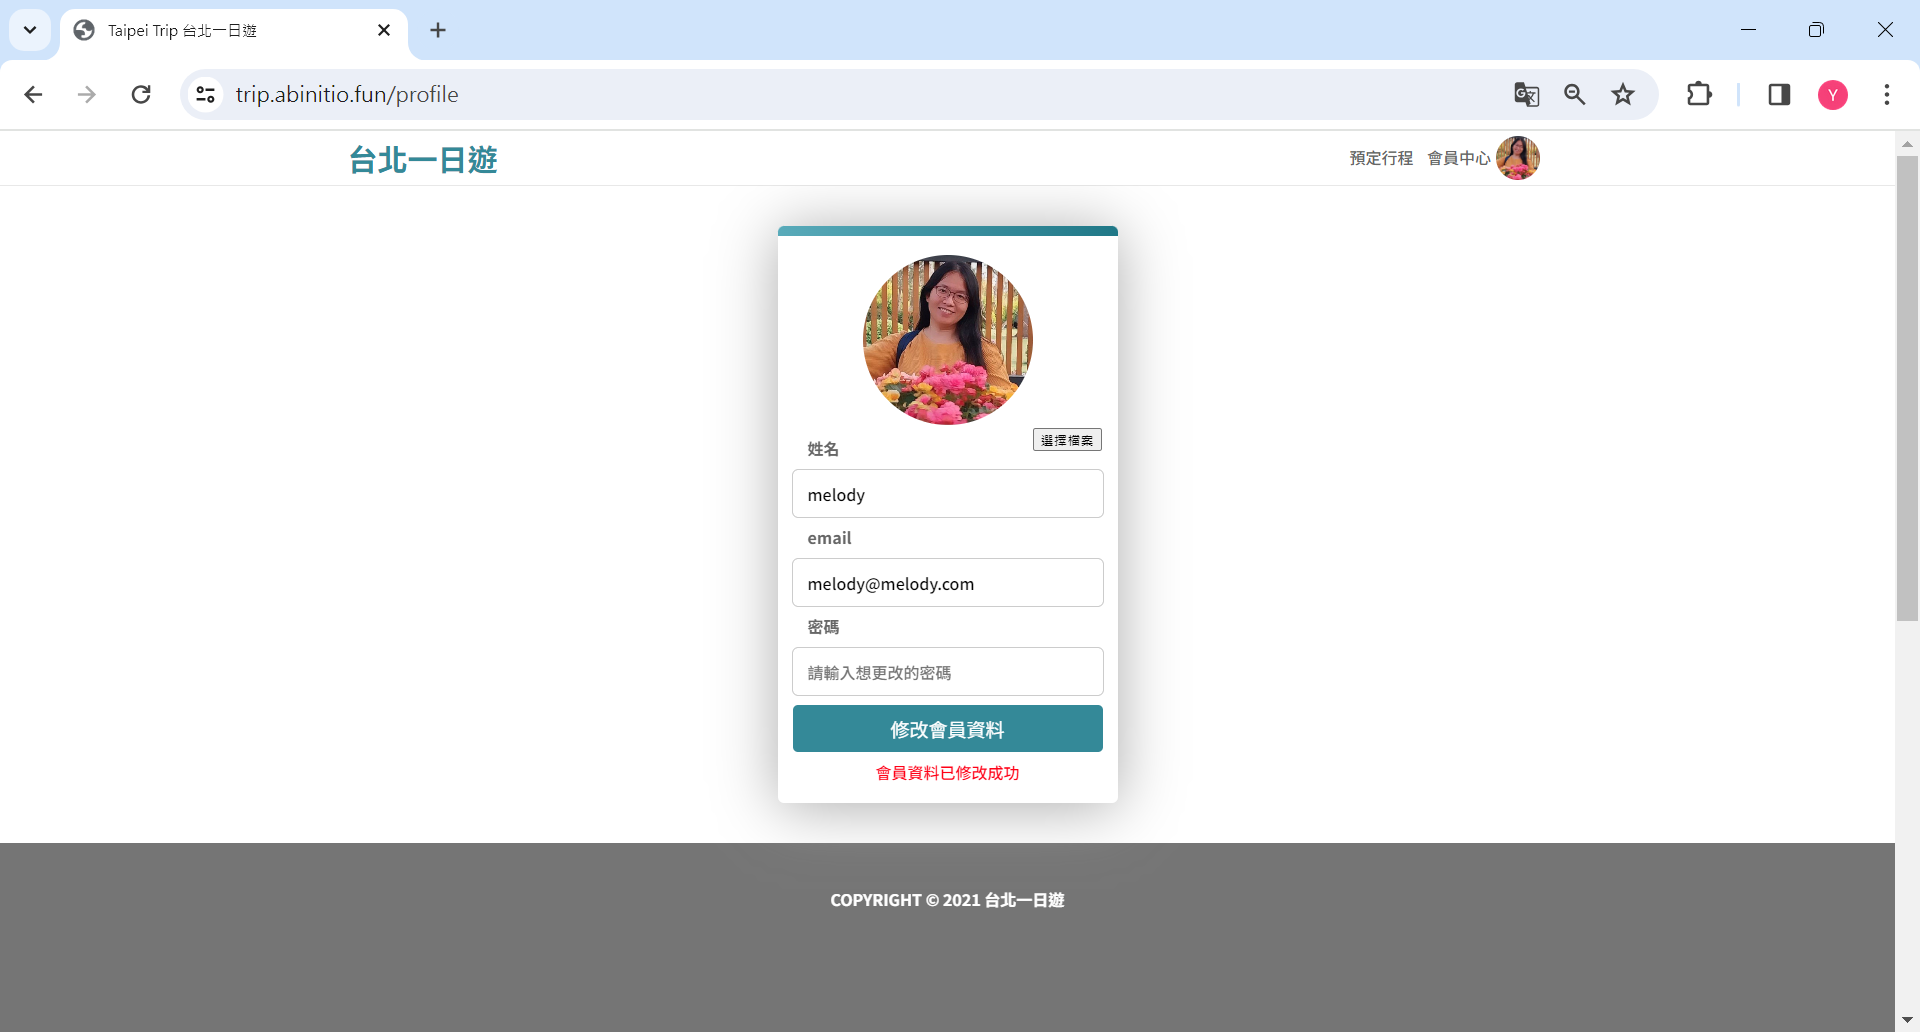 Taipei Trip 台北一日遊
trip.abinitio.fun/profile
Y
台北一日遊
預定行程 會員中心
選擇檔案
姓名
melody
email
melody@melody.com
密碼
請輸入想更改的密碼
修改會員資料
會員資料已修改成功
COPYRIGHT © 2021 台北一日遊